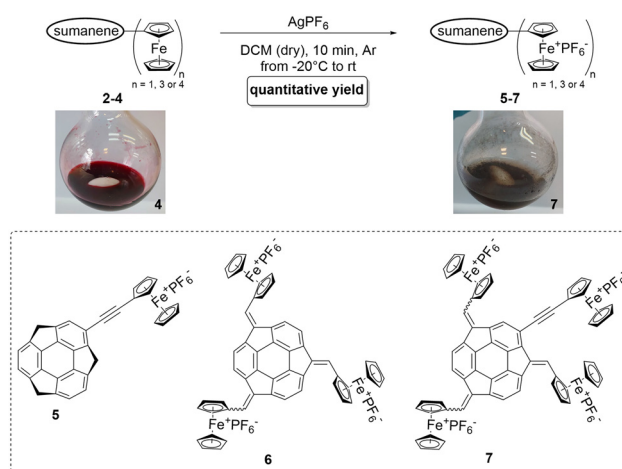 sumanene
Fe
n
n = 1, 3 or 4
2-4
AgPF6
DCM (dry), 10 min, Ar
from -20°C to rt
quantitative yield
sumanene
Fe+PF6-
n
n = 1, 3 or 4
5-7
4
7
Fe+PF6-
5
Fe+PF6-
Fe+PF6-
Fe+PF6-
6
Fe+PF6-
Fe+PF6-
Fe+PF6-
Fe+PF6-
7